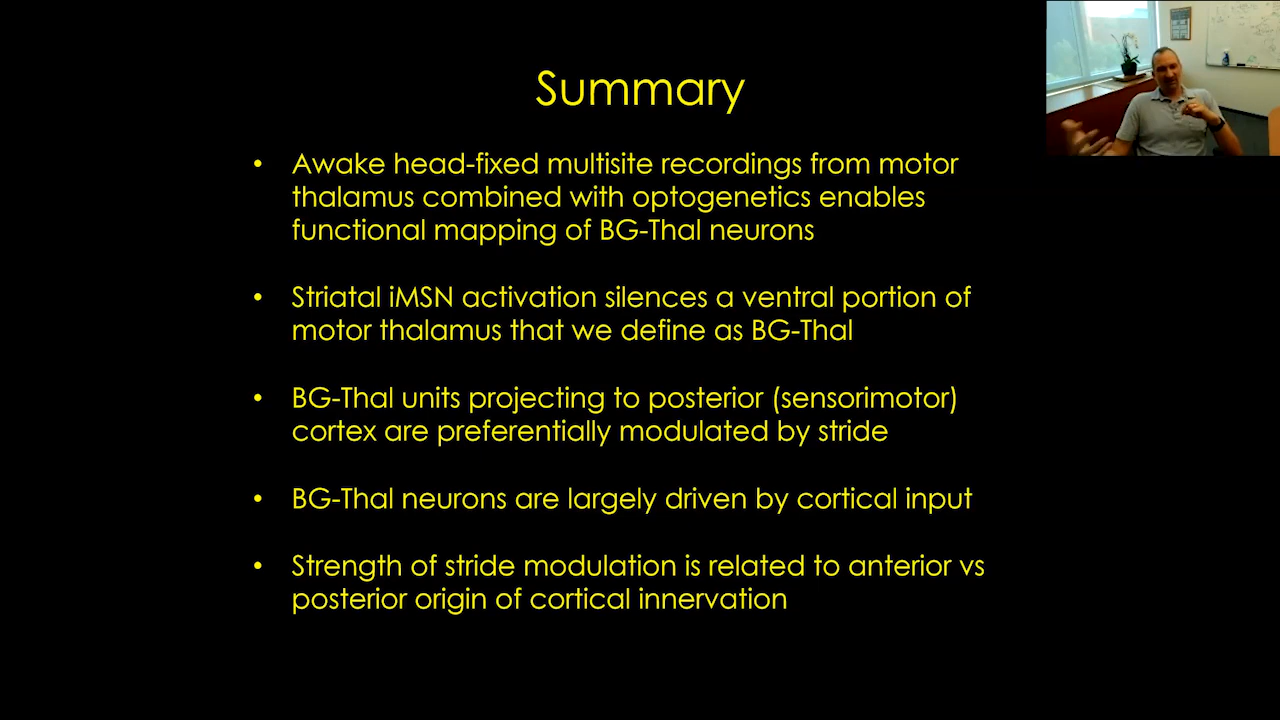 Summary
• Awake head-fixed multisite recordings from motor
thalamus combined with optogenetics enables
functional mapping of BG-Thal neurons
• Striatal iMSN activation silences a ventral portion of
motor thalamus that we define as BG-Thal
• BG-Thal units projecting to posterior (sensorimotor)
cortex are preferentially modulated by stride
• BG-Thal neurons are largely driven by cortical input
• Strength of stride modulation is related to anterior vs
posterior origin of cortical innervation